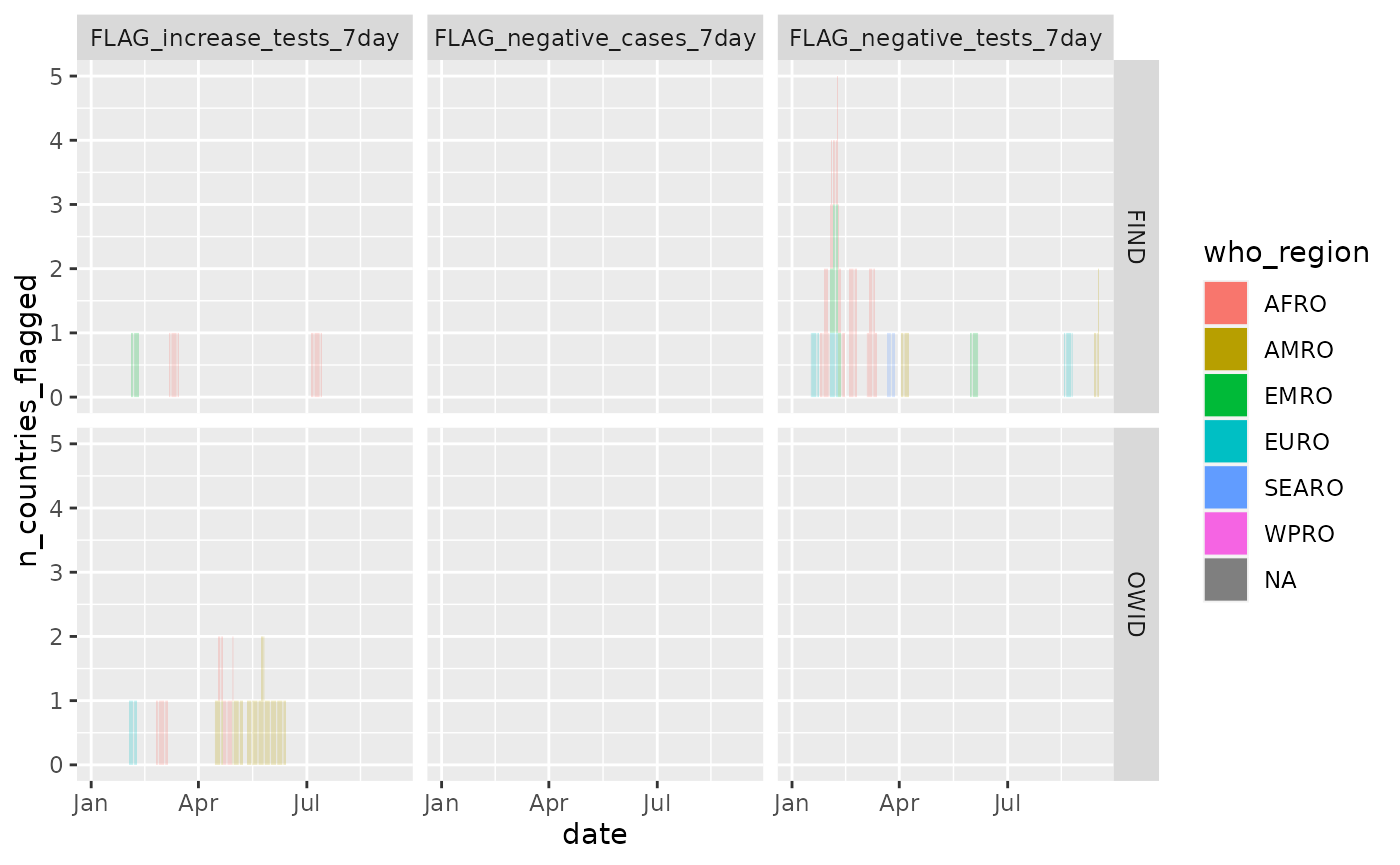 FLAG_increase_tests_7day FLAG_negative_cases_7day FLAG_negative_tests_7day
n_countries_flagged
5
4
3
2
1
0
FIND
5
4
3
2
1
0
OWID
Jan Apr Jul Jan Apr Jul Jan Apr Jul
date
who_region
AFRO
AMRO
EMRO
EURO
SEARO
WPRO
NA